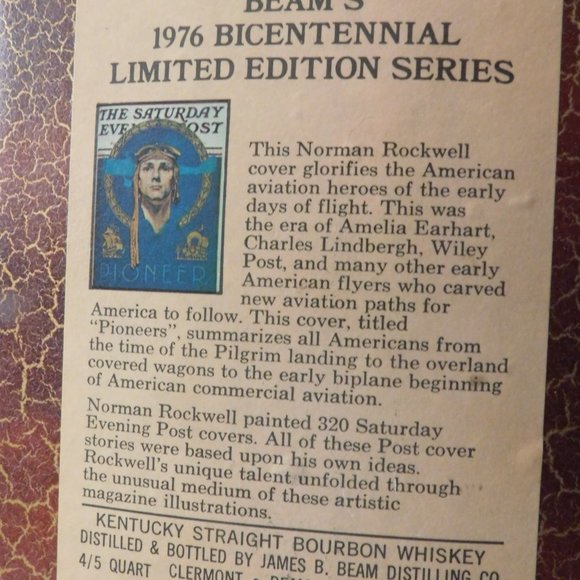 BEAM'S
1976 BICENTENNIAL
LIMITED EDITION SERIES
THE SATURDAY
EVENING POST
PIONEER
This Norman Rockwell
cover glorifies the American
aviation heroes of the early
days of flight. This was
the era of Amelia Earhart,
Charles Lindbergh, Wiley
Post, and many other early
American flyers who carved
new aviation paths for
America to follow. This cover, titled
"Pioneers", summarizes all Americans from
the time of the Pilgrim landing to the overland
covered wagons to the early biplane beginning
of American commercial aviation.
Norman Rockwell painted 320 Saturday
Evening Post covers. All of these Post cover
stories were based upon his own ideas.
Rockwell's unique talent unfolded through
the unusual medium of these artistic
magazine illustrations.
KENTUCKY STRAIGHT BOURBON WHISKEY
DISTILLED & BOTTLED BY JAMES B. BEAM DISTILLING CO.
4/5 QUART CLERMONT &